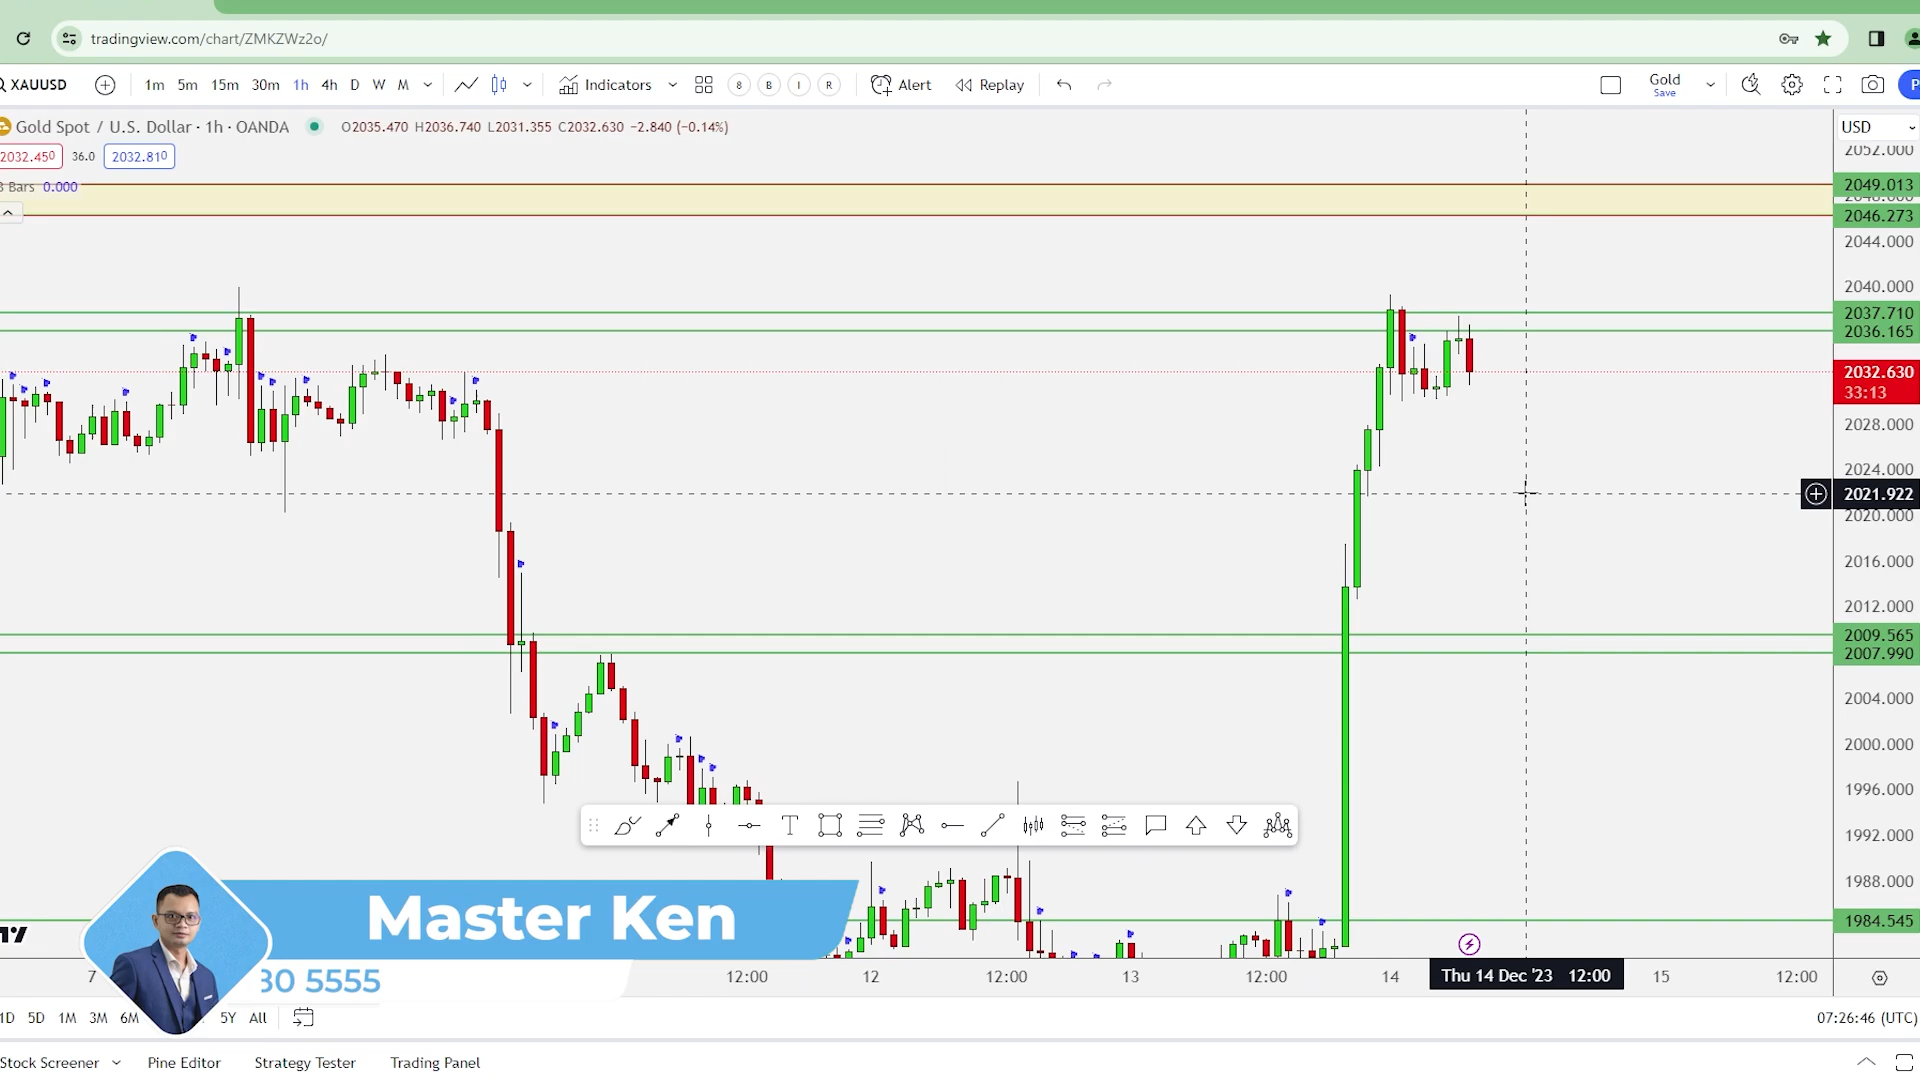 tradingview.com/chart/ZMKZWz2o/
XAUUSD 1m 5m 15m 30m 1h 4h D W M Indicators 8 B I R Alert Replay Gold
Save
Gold Spot / U.S. Dollar · 1h · OANDA O2035.470 H2036.740 L2031.355 C2032.630 −2.840 (−0.14%)
USD
2032.450 36.0 2032.810
Bars 0.000
2052.000
2049.013
2046.273
2044.000
2040.000
2037.710
2036.165
2032.630
33:13
2028.000
2024.000
2021.922
2020.000
2016.000
2012.000
2009.565
2007.990
2004.000
2000.000
1996.000
1992.000
1988.000
1984.545
Master Ken
30 5555
7 12:00 12 12:00 13 12:00 14 Thu 14 Dec '23 12:00 15 12:00
1D 5D 1M 3M 6M 5Y All 07:26:46 (UTC)
Stock Screener Pine Editor Strategy Tester Trading Panel